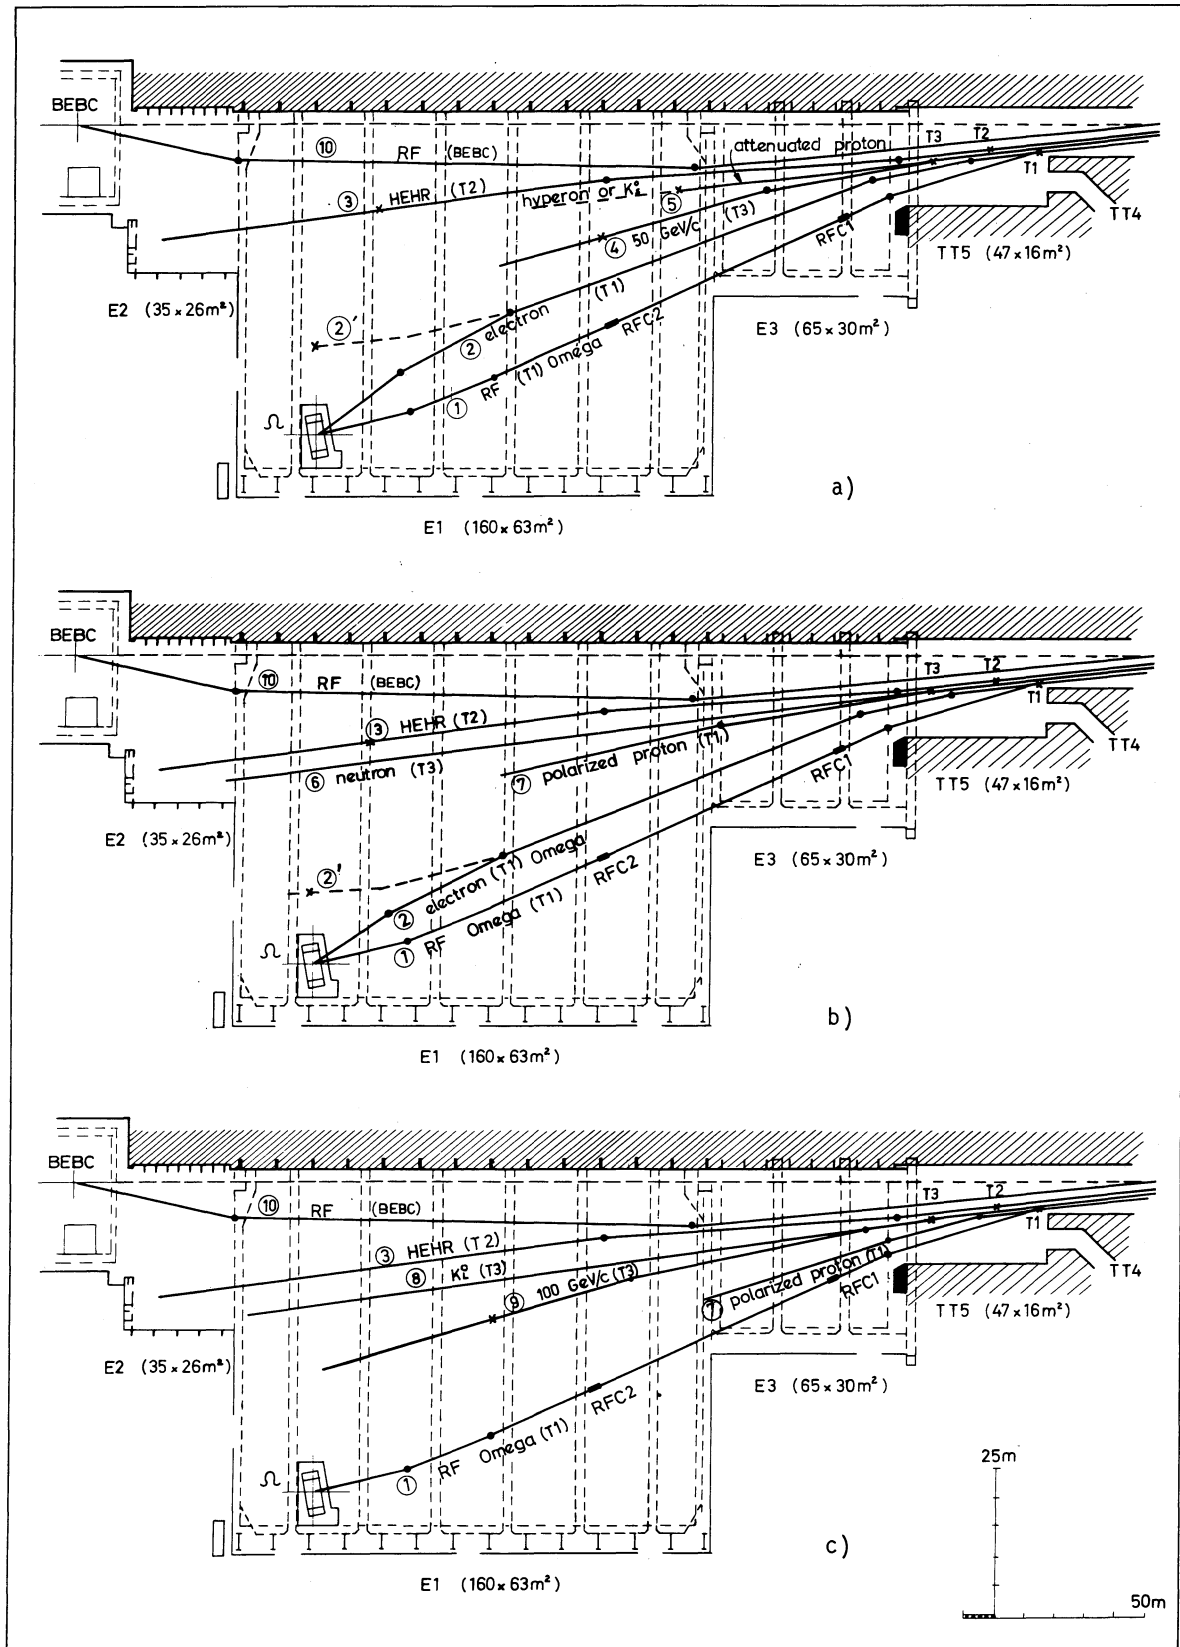 BEBC
⑩ RF (BEBC)
attenuated proton
T3
T2
T1
TT4
③ HEHR (T2)
hyperon or K°L
⑤
④ 50 GeV/c (T3)
RFC1
TT5 (47×16m²)
E2 (35×26m²)
②'
② electron (T1)
RFC2
E3 (65×30m²)
① RF (T1) Omega
Ω
a)
E1 (160×63m²)
BEBC
⑩ RF (BEBC)
T3
T2
T1
TT4
③ HEHR (T2)
⑥ neutron (T3)
⑦ polarized proton (T1)
RFC1
TT5 (47×16m²)
E2 (35×26m²)
②'
② electron (T1) Omega
RFC2
E3 (65×30m²)
① RF Omega (T1)
Ω
b)
E1 (160×63m²)
BEBC
⑩ RF (BEBC)
T3
T2
T1
TT4
③ HEHR (T2)
⑧ K°L (T3)
⑨ 100 GeV/c (T3)
⑦ polarized proton (T1)
RFC1
TT5 (47×16m²)
E2 (35×26m²)
RFC2
E3 (65×30m²)
① RF Omega (T1)
Ω
c)
E1 (160×63m²)
25m
50m